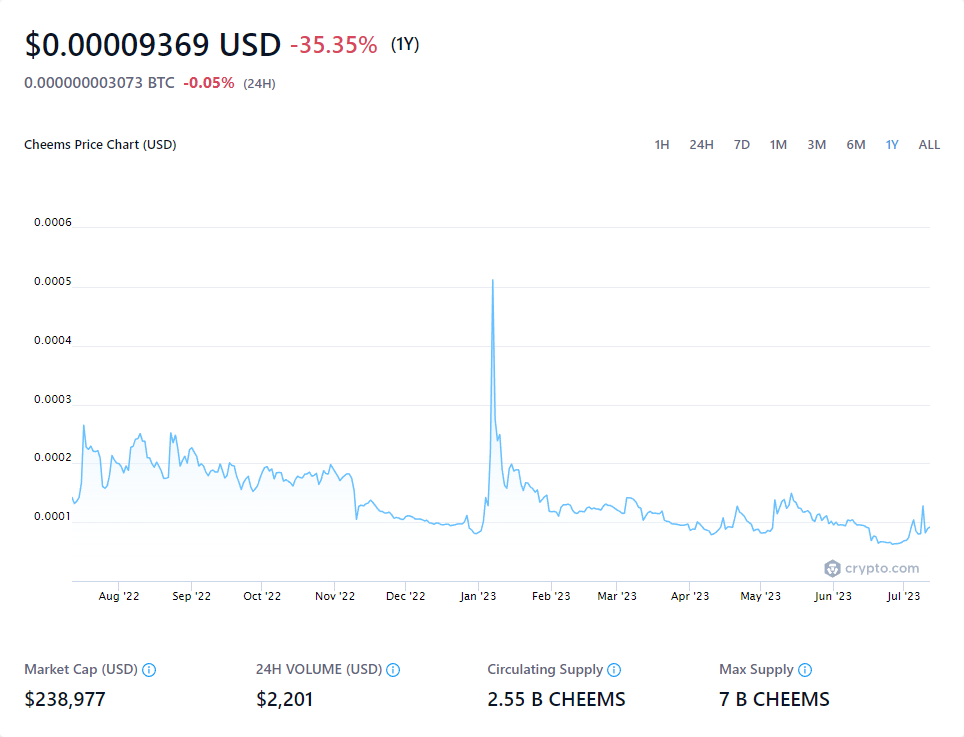 $0.00009369 USD -35.35% (1Y)
0.000000003073 BTC -0.05% (24H)
Cheems Price Chart (USD) 1H 24H 7D 1M 3M 6M 1Y ALL
0.0006
0.0005
0.0004
0.0003
0.0002
0.0001
crypto.com
Aug '22 Sep '22 Oct '22 Nov '22 Dec '22 Jan '23 Feb '23 Mar '23 Apr '23 May '23 Jun '23 Jul '23
Market Cap (USD) 24H VOLUME (USD) Circulating Supply Max Supply
$238,977 $2,201 2.55 B CHEEMS 7 B CHEEMS